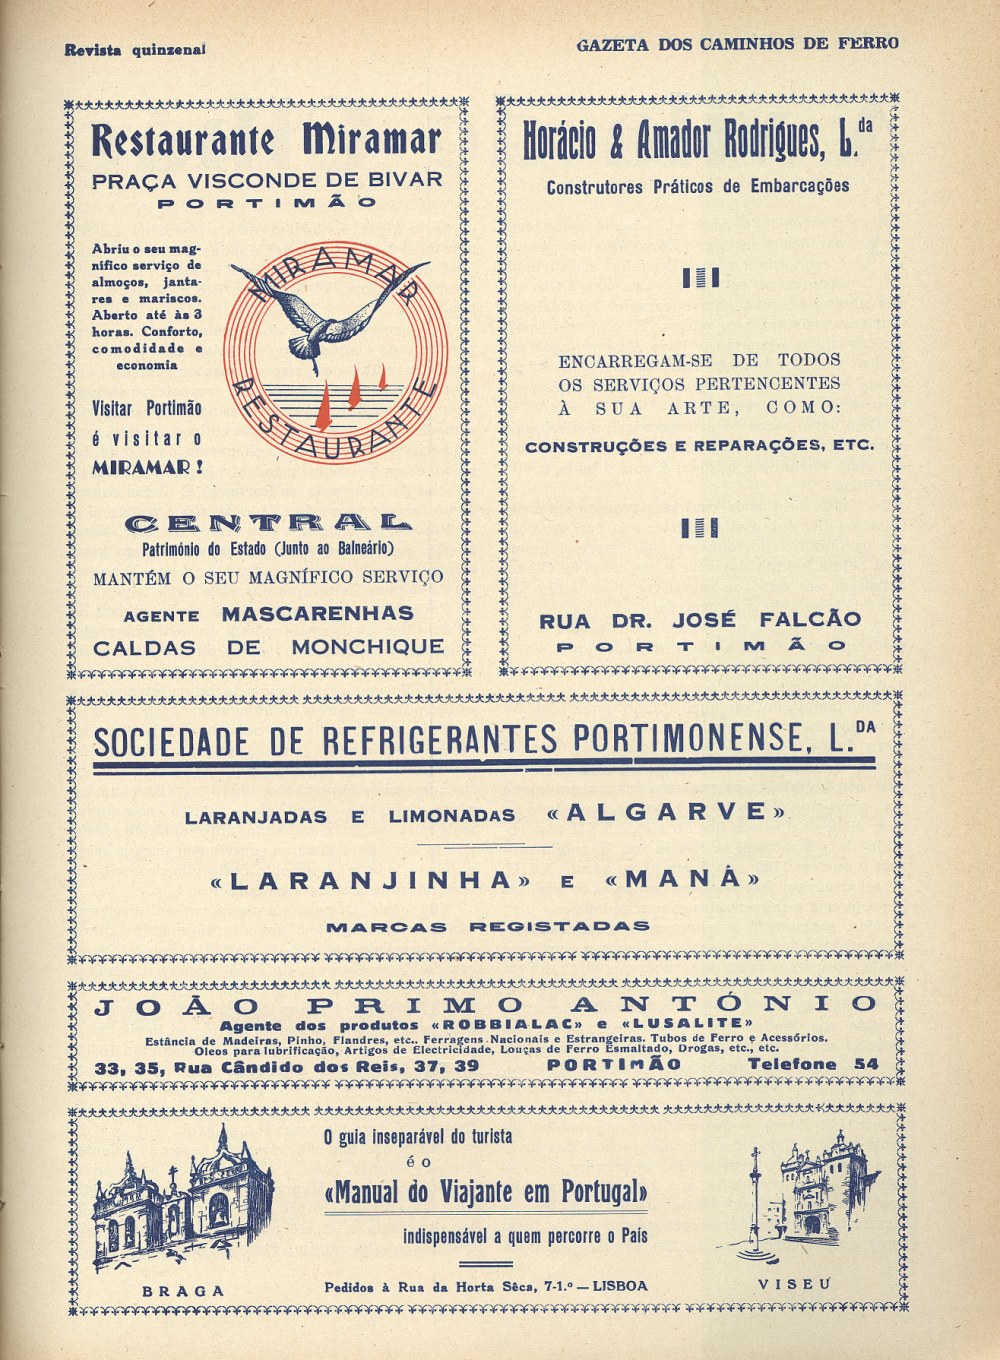 Revista quinzenal
GAZETA DOS CAMINHOS DE FERRO
Restaurante Miramar
PRAÇA VISCONDE DE BIVAR
PORTIMÃO
Abriu o seu mag-
nífico serviço de
almoços, janta-
res e mariscos.
Aberto até às 3
horas. Conforto,
comodidade e
economia
Visitar Portimão
é visitar o
MIRAMAR!
MIRAMAR
RESTAURANTE
CENTRAL
Património do Estado (Junto ao Balneário)
MANTÉM O SEU MAGNÍFICO SERVIÇO
AGENTE MASCARENHAS
CALDAS DE MONCHIQUE
Horácio & Amador Rodrigues, L.da
Construtores Práticos de Embarcações
ENCARREGAM-SE DE TODOS
OS SERVIÇOS PERTENCENTES
À SUA ARTE, COMO:
CONSTRUÇÕES E REPARAÇÕES, ETC.
RUA DR. JOSÉ FALCÃO
PORTIMÃO
SOCIEDADE DE REFRIGERANTES PORTIMONENSE, L.DA
LARANJADAS E LIMONADAS «ALGARVE»
«LARANJINHA» E «MANÁ»
MARCAS REGISTADAS
JOÃO PRIMO ANTÓNIO
Agente dos produtos «ROBBIALAC» e «LUSALITE»
Estância de Madeiras, Pinho, Flandres, etc.. Ferragens Nacionais e Estrangeiras. Tubos de Ferro e Acessórios.
Oleos para lubrificação, Artigos de Electricidade, Louças de Ferro Esmaltado, Drogas, etc., etc.
33, 35, Rua Cândido dos Reis, 37, 39 PORTIMÃO Telefone 54
O guia inseparável do turista
é o
«Manual do Viajante em Portugal»
indispensável a quem percorre o País
Pedidos à Rua da Horta Sêca, 7-1.º — LISBOA
BRAGA
VISEU